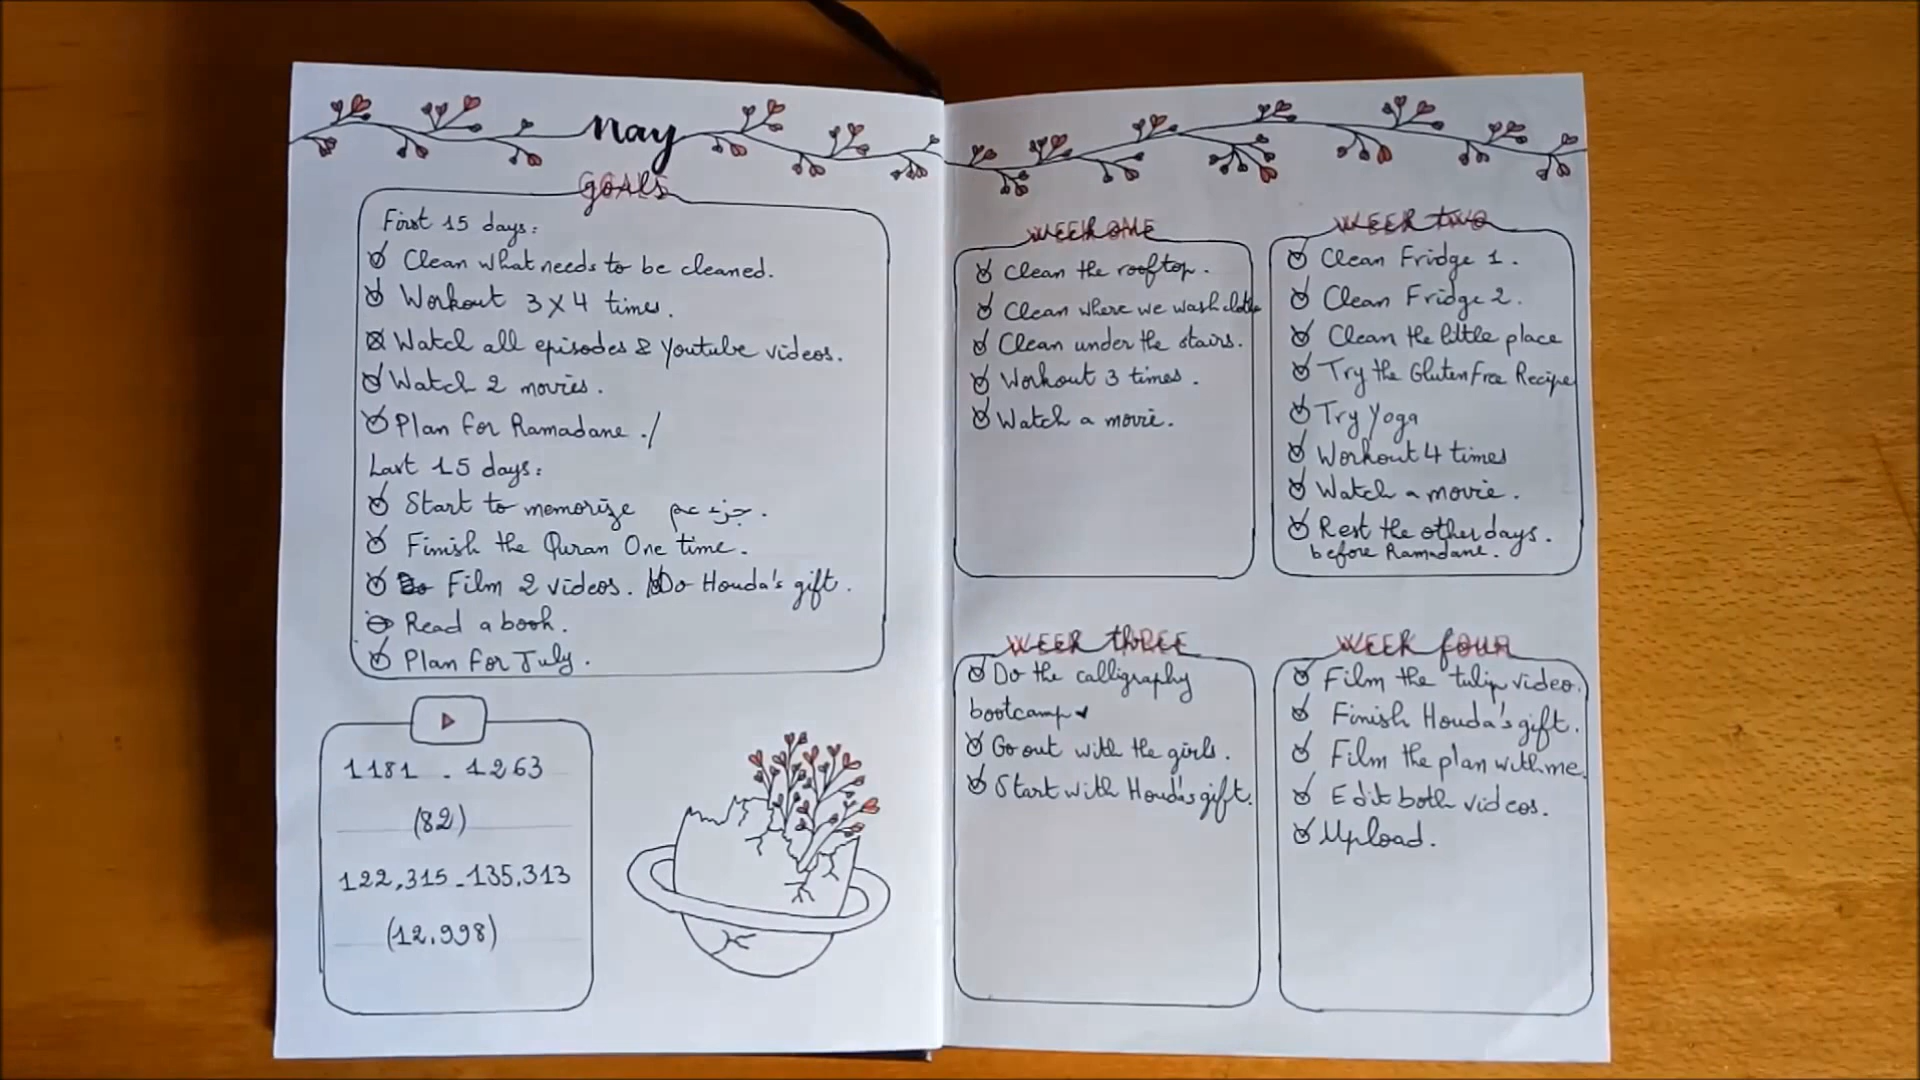 May
GOALS
First 15 days:
Clean what needs to be cleaned.
Workout 3 X 4 times.
Watch all episodes & Youtube videos.
Watch 2 movies.
Plan for Ramadane ./
Last 15 days:
Start to memorize جزء عم.
Finish the Quran One time.
Film 2 videos. Do Houda's gift.
Read a book.
Plan for July.
1181 - 1263
(82)
122,315 - 135,313
(12,998)
WEEK ONE
Clean the rooftop.
Clean where we wash clothe
Clean under the stairs.
Workout 3 times.
Watch a movie.
WEEK TWO
Clean Fridge 1.
Clean Fridge 2.
Clean the little place
Try the Gluten Free Recipe
Try Yoga
Workout 4 times
Watch a movie.
Rest the other days.
before Ramadane.
WEEK THREE
Do the calligraphy
bootcamp
Go out with the girls.
Start with Houda's gift.
WEEK FOUR
Film the tulip video.
Finish Houda's gift.
Film the plan with me.
Edit both videos.
Upload.